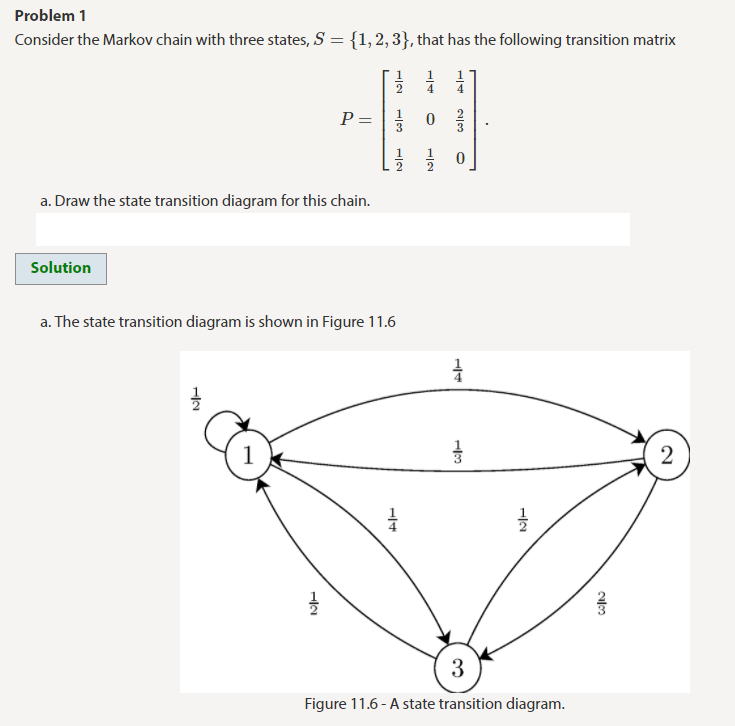 Problem 1
Consider the Markov chain with three states, S = {1, 2, 3}, that has the following transition matrix
1/2 1/4 1/4
P = 1/3 0 2/3 .
1/2 1/2 0
a. Draw the state transition diagram for this chain.
Solution
a. The state transition diagram is shown in Figure 11.6
1/4
1/2
1/3
1
2
1/4
1/2
1/2
2/3
3
Figure 11.6 - A state transition diagram.